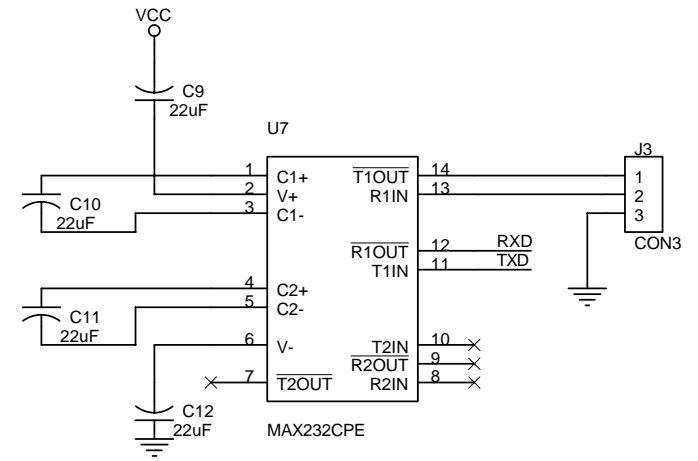 VCC
C9
22uF
U7
J3
1 C1+ T1OUT 14 1
2 V+ R1IN 13 2
3 C1- 3
C10
22uF
CON3
R1OUT 12 RXD
T1IN 11 TXD
4 C2+
5 C2-
C11
22uF
6 V- T2IN 10
R2OUT 9
7 T2OUT R2IN 8
C12
22uF
MAX232CPE